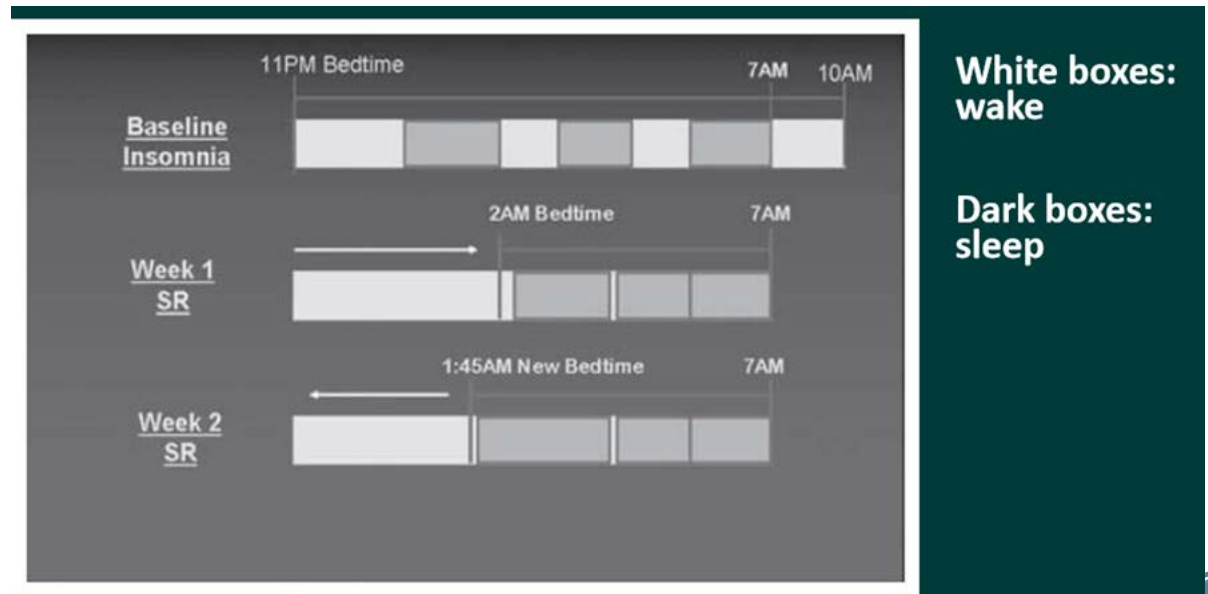 11PM Bedtime
7AM
10AM
Baseline
Insomnia
2AM Bedtime
7AM
Week 1
SR
1:45AM New Bedtime
7AM
Week 2
SR
White boxes:
wake
Dark boxes:
sleep